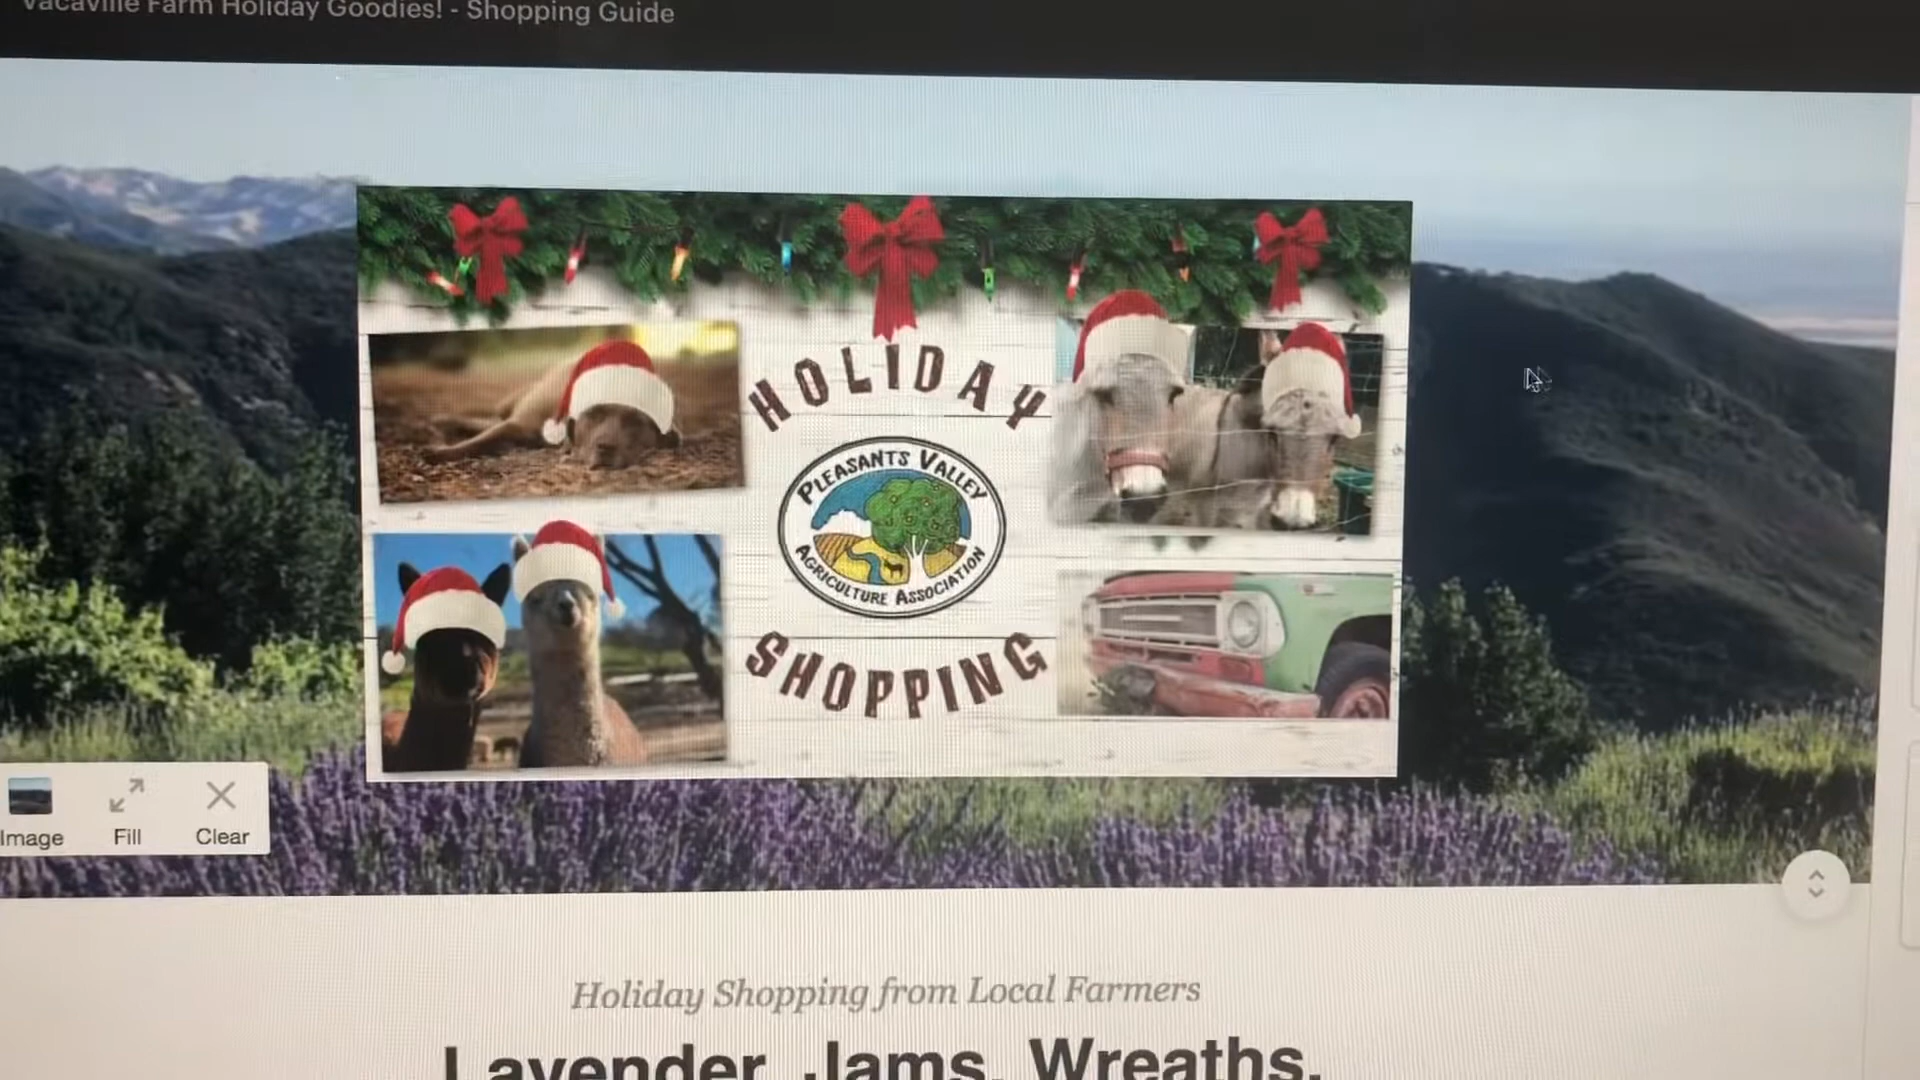 Vacaville Farm Holiday Goodies! - Shopping Guide
HOLIDAY
PLEASANTS VALLEY
AGRICULTURE ASSOCIATION
SHOPPING
Image
Fill
Clear
Holiday Shopping from Local Farmers
Lavender, Jams, Wreaths,